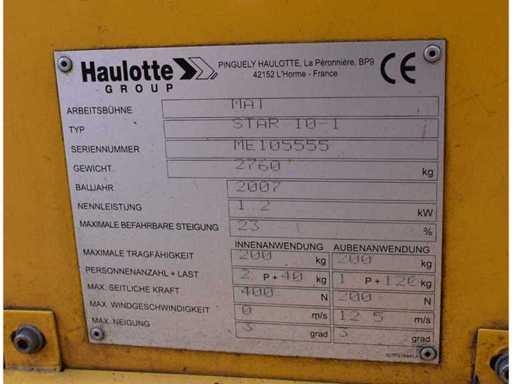 Haulotte
GROUP
PINGUELY HAULOTTE, La Péronnière, BP9
42152 L'Horme - France
CE
ARBEITSBÜHNE MAT
TYP STAR 10-1
SERIENNUMMER ME105555
GEWICHT. 2760 kg
BAUJAHR 2007
NENNLEISTUNG 1.2 kW
MAXIMALE BEFAHRBARE STEIGUNG 23 %
INNENANWENDUNG AUßENANWENDUNG
MAXIMALE TRAGFÄHIGKEIT 200 kg 200 kg
PERSONNENANZAHL + LAST 2 P+40 kg 1 P+120 kg
MAX. SEITLICHE KRAFT 400 N 200 N
MAX. WINDGESCHWINDIGKEIT 0 m/s 12 5 m/s
MAX. NEIGUNG 3 grad 3 grad